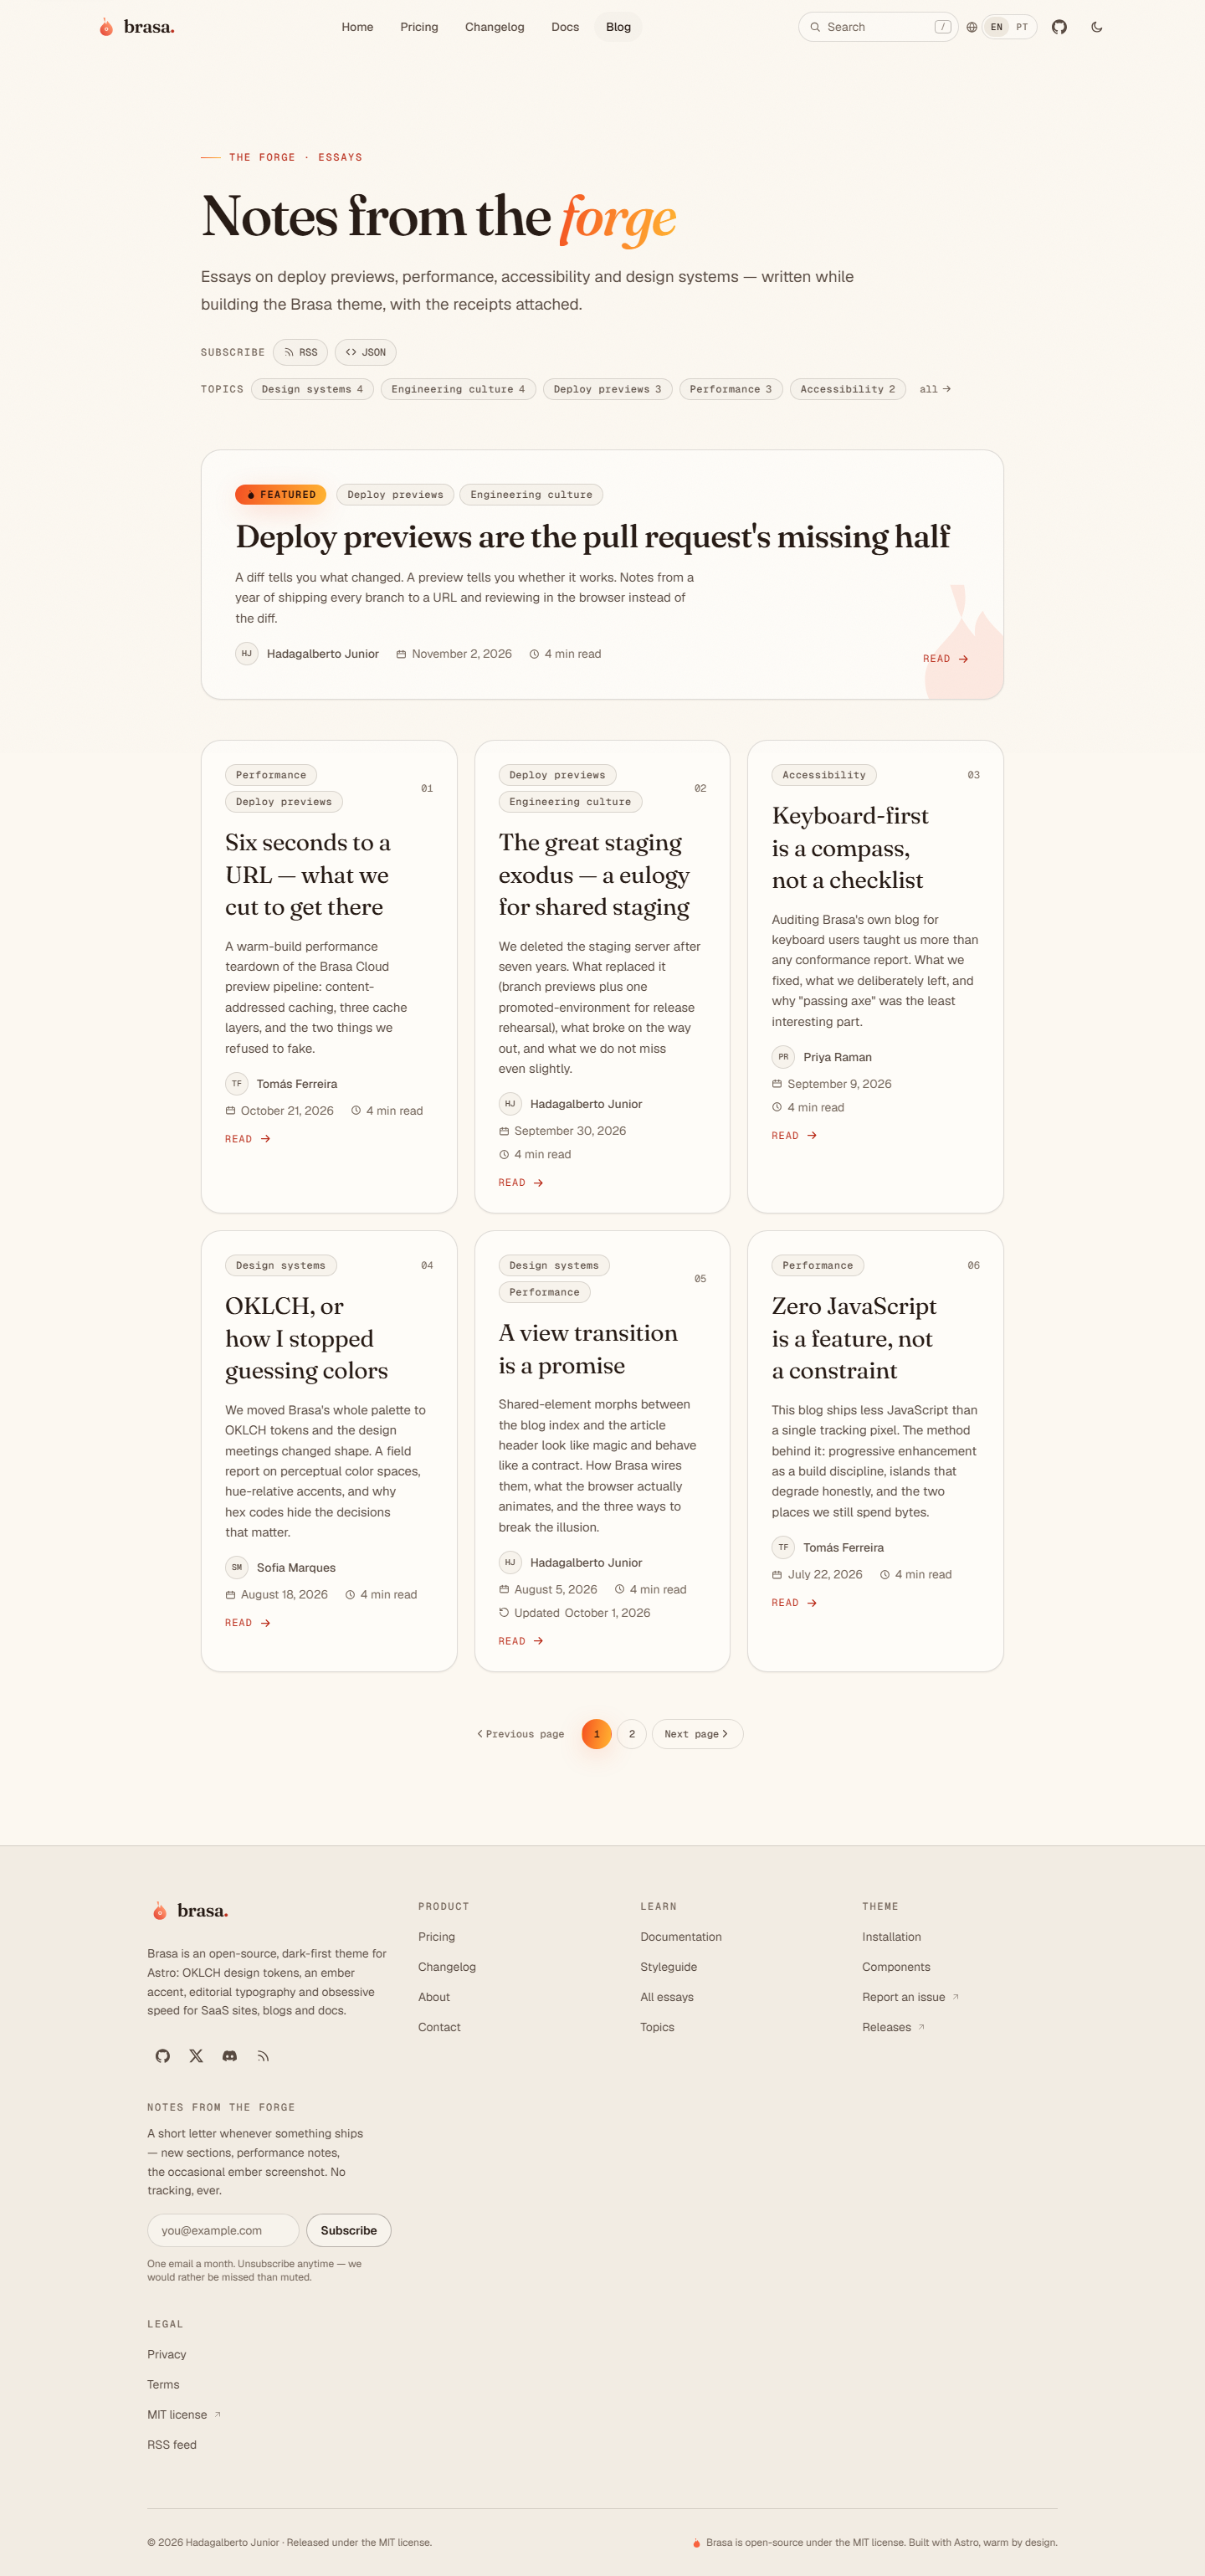 brasa.
Home Pricing Changelog Docs Blog
Search /
EN PT
THE FORGE · ESSAYS
Notes from the forge
Essays on deploy previews, performance, accessibility and design systems — written while
building the Brasa theme, with the receipts attached.
SUBSCRIBE RSS JSON
TOPICS Design systems 4 Engineering culture 4 Deploy previews 3 Performance 3 Accessibility 2 all →
FEATURED Deploy previews Engineering culture
Deploy previews are the pull request's missing half
A diff tells you what changed. A preview tells you whether it works. Notes from a
year of shipping every branch to a URL and reviewing in the browser instead of
the diff.
HJ Hadagalberto Junior November 2, 2026 4 min read
READ →
Performance
Deploy previews
01
Six seconds to a
URL — what we
cut to get there
A warm-build performance
teardown of the Brasa Cloud
preview pipeline: content-
addressed caching, three cache
layers, and the two things we
refused to fake.
TF Tomás Ferreira
October 21, 2026 4 min read
READ →
Deploy previews
Engineering culture
02
The great staging
exodus — a eulogy
for shared staging
We deleted the staging server after
seven years. What replaced it
(branch previews plus one
promoted-environment for release
rehearsal), what broke on the way
out, and what we do not miss
even slightly.
HJ Hadagalberto Junior
September 30, 2026
4 min read
READ →
Accessibility
03
Keyboard-first
is a compass,
not a checklist
Auditing Brasa's own blog for
keyboard users taught us more than
any conformance report. What we
fixed, what we deliberately left, and
why "passing axe" was the least
interesting part.
PR Priya Raman
September 9, 2026
4 min read
READ →
Design systems
04
OKLCH, or
how I stopped
guessing colors
We moved Brasa's whole palette to
OKLCH tokens and the design
meetings changed shape. A field
report on perceptual color spaces,
hue-relative accents, and why
hex codes hide the decisions
that matter.
SM Sofia Marques
August 18, 2026 4 min read
READ →
Design systems
Performance
05
A view transition
is a promise
Shared-element morphs between
the blog index and the article
header look like magic and behave
like a contract. How Brasa wires
them, what the browser actually
animates, and the three ways to
break the illusion.
HJ Hadagalberto Junior
August 5, 2026 4 min read
Updated October 1, 2026
READ →
Performance
06
Zero JavaScript
is a feature, not
a constraint
This blog ships less JavaScript than
a single tracking pixel. The method
behind it: progressive enhancement
as a build discipline, islands that
degrade honestly, and the two
places we still spend bytes.
TF Tomás Ferreira
July 22, 2026 4 min read
READ →
Previous page 1 2 Next page
brasa.
Brasa is an open-source, dark-first theme for
Astro: OKLCH design tokens, an ember
accent, editorial typography and obsessive
speed for SaaS sites, blogs and docs.
NOTES FROM THE FORGE
A short letter whenever something ships
— new sections, performance notes,
the occasional ember screenshot. No
tracking, ever.
you@example.com Subscribe
One email a month. Unsubscribe anytime — we
would rather be missed than muted.
PRODUCT
Pricing
Changelog
About
Contact
LEARN
Documentation
Styleguide
All essays
Topics
THEME
Installation
Components
Report an issue
Releases
LEGAL
Privacy
Terms
MIT license
RSS feed
© 2026 Hadagalberto Junior · Released under the MIT license.
Brasa is open-source under the MIT license. Built with Astro, warm by design.